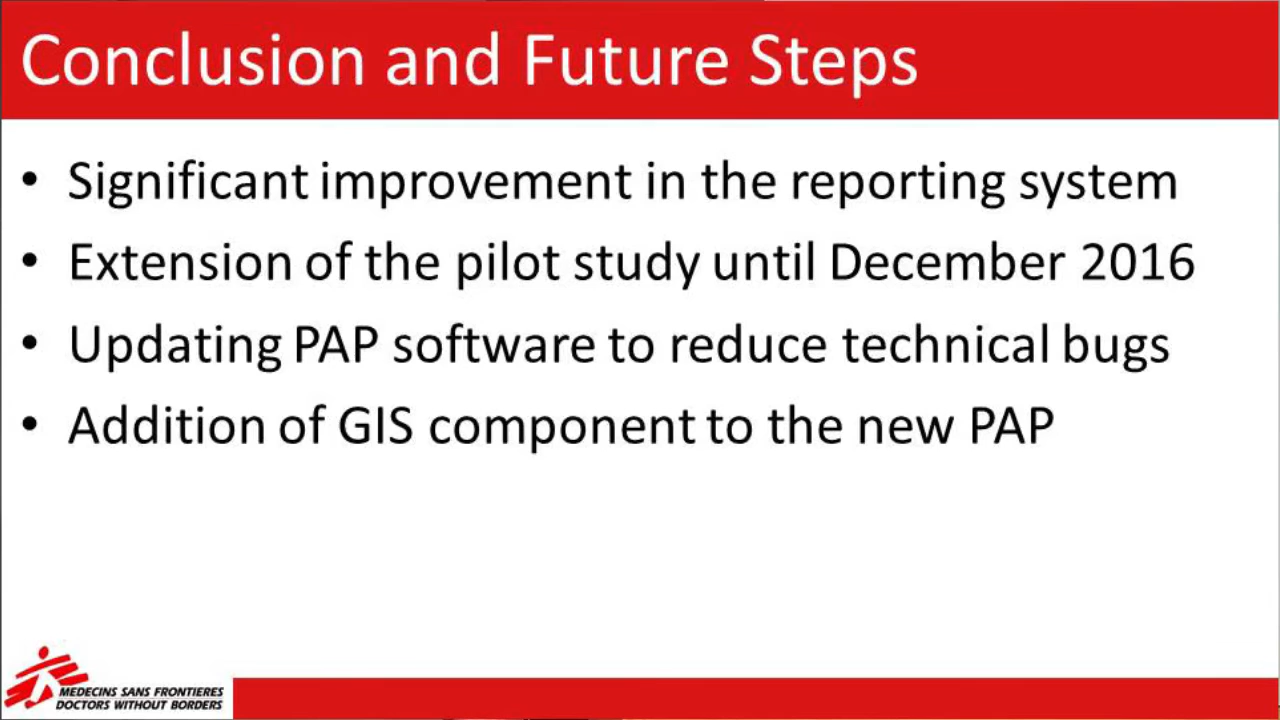 Conclusion and Future Steps
• Significant improvement in the reporting system
• Extension of the pilot study until December 2016
• Updating PAP software to reduce technical bugs
• Addition of GIS component to the new PAP
MEDECINS SANS FRONTIERES
DOCTORS WITHOUT BORDERS